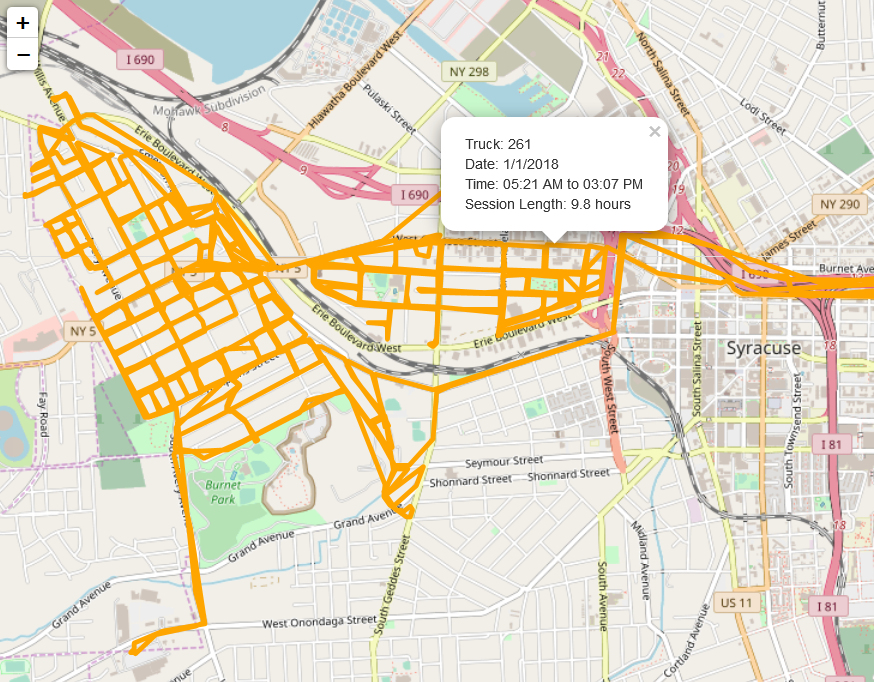 +
−
I 690
NY 298
Hiawatha Boulevard West
North Salina Street
21
22
Butternut
Lodi Street
Pulaski Street
Mohawk Subdivision
8
9
Erie Boulevard
I 690
×
Truck: 261
Date: 1/1/2018
Time: 05:21 AM to 03:07 PM
Session Length: 9.8 hours
20
19
12
NY 290
James Street
I 690
Burnet Ave
West
NY 5
NY 5
Erie Boulevard West
Erie Boulevard West
NY 5
Fay Road
South West Street
South Salina Street
Syracuse
18
South Townsend Street
I 81
Seymour Street
Shonnard Street
Shonnard Street
Burnet
Park
Grand Avenue
Grand Avenue
Grand Avenue
South Geddes Street
Midland Avenue
South Avenue
18
US 11
I 81
West Onondaga Street
Cortland Avenue